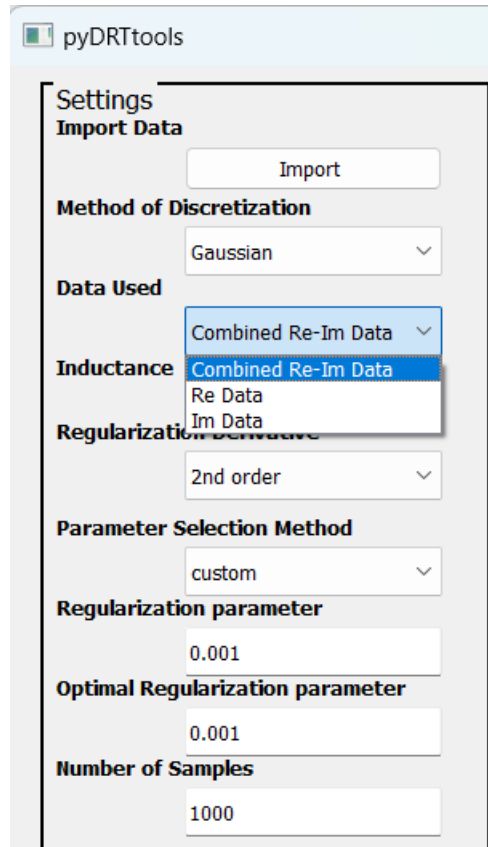 pyDRTtools
Settings
Import Data
Import
Method of Discretization
Gaussian
Data Used
Combined Re-Im Data
Inductance
Combined Re-Im Data
Re Data
Im Data
Regularization Derivative
2nd order
Parameter Selection Method
custom
Regularization parameter
0.001
Optimal Regularization parameter
0.001
Number of Samples
1000